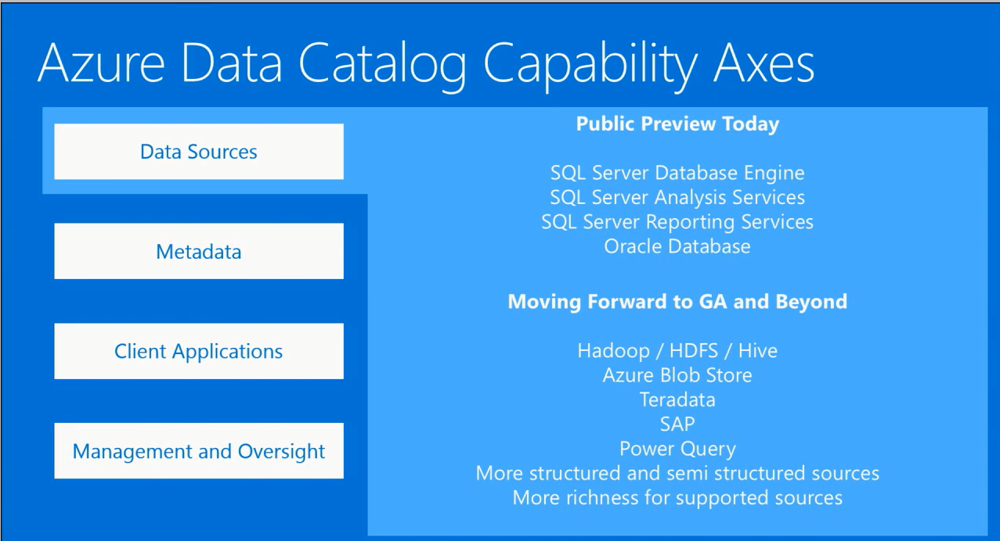 Azure Data Catalog Capability Axes
Data Sources
Metadata
Client Applications
Management and Oversight
Public Preview Today
SQL Server Database Engine
SQL Server Analysis Services
SQL Server Reporting Services
Oracle Database
Moving Forward to GA and Beyond
Hadoop / HDFS / Hive
Azure Blob Store
Teradata
SAP
Power Query
More structured and semi structured sources
More richness for supported sources